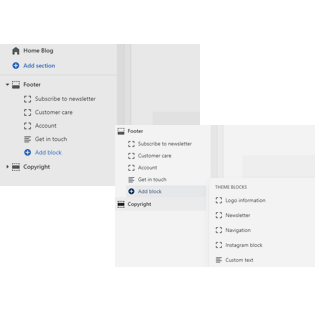 Home Blog
Add section
Footer
Subscribe to newsletter
Customer care
Account
Get in touch
Add block
Copyright
Footer
Subscribe to newsletter
Customer care
Account
Get in touch
Add block
Copyright
THEME BLOCKS
Logo information
Newsletter
Navigation
Instagram block
Custom text